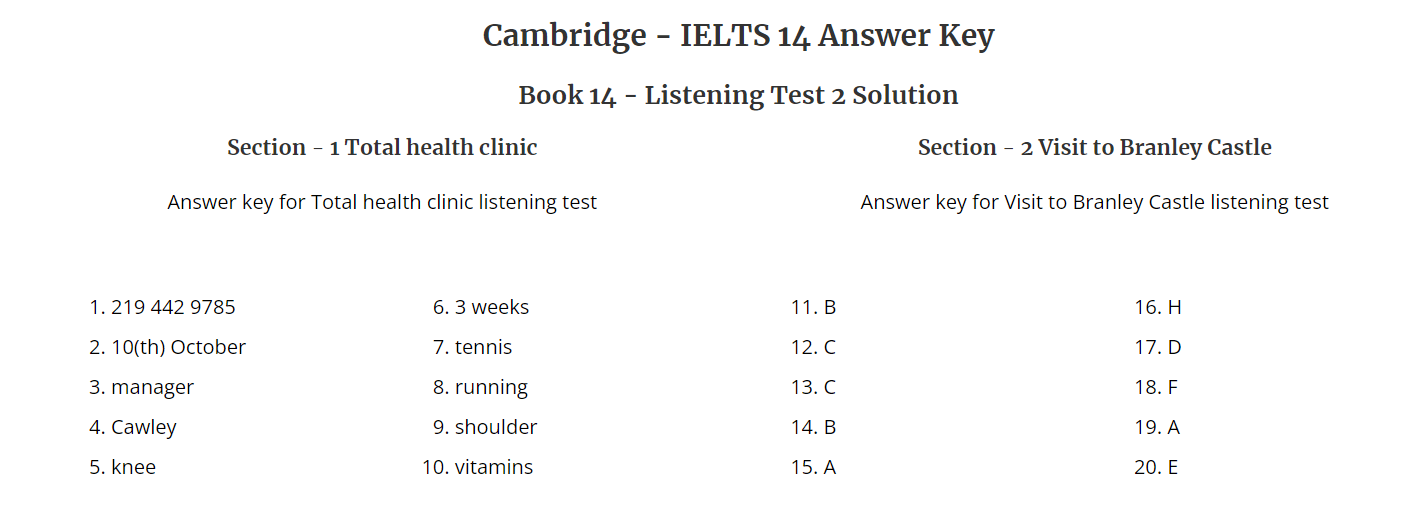 Cambridge - IELTS 14 Answer Key
Book 14 - Listening Test 2 Solution
Section - 1 Total health clinic
Answer key for Total health clinic listening test
1. 219 442 9785
2. 10(th) October
3. manager
4. Cawley
5. knee
6. 3 weeks
7. tennis
8. running
9. shoulder
10. vitamins
Section - 2 Visit to Branley Castle
Answer key for Visit to Branley Castle listening test
11. B
12. C
13. C
14. B
15. A
16. H
17. D
18. F
19. A
20. E